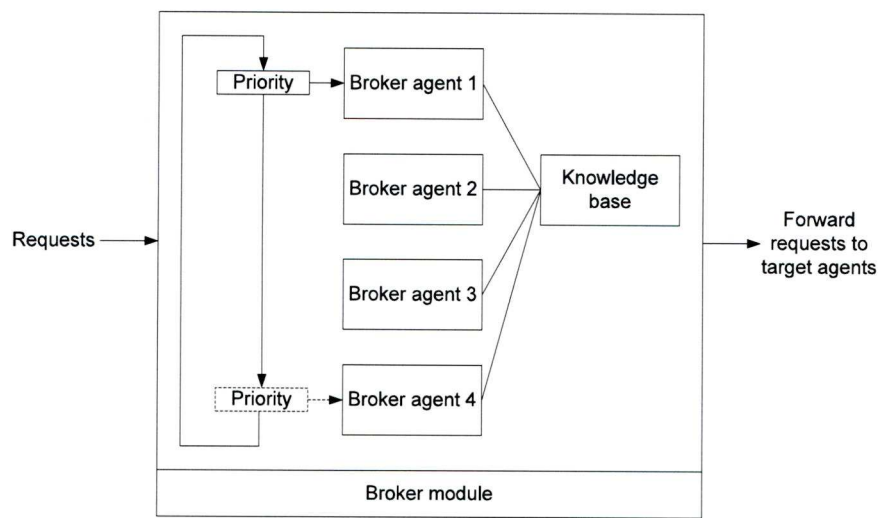 Priority
Broker agent 1
Broker agent 2
Knowledge
base
Requests
Forward
requests to
target agents
Broker agent 3
Priority
Broker agent 4
Broker module